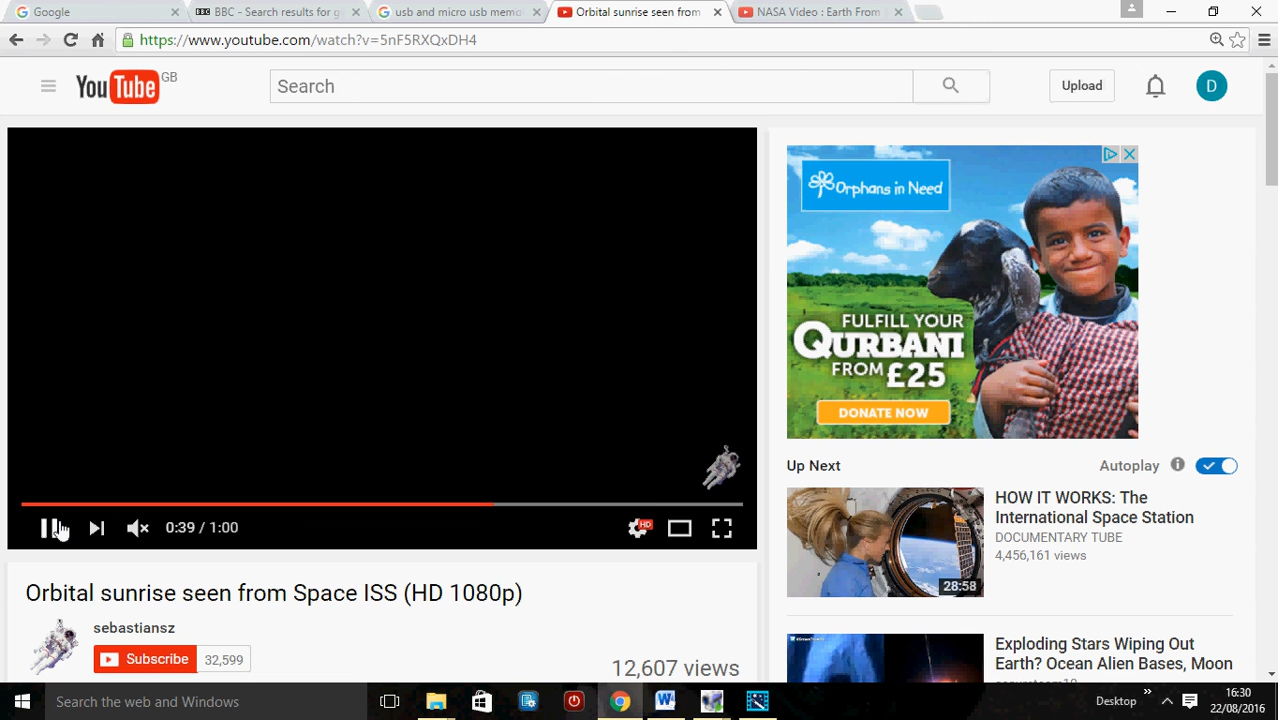 Google
BBC - Search results for g
usb and micro usb memo
Orbital sunrise seen from
NASA Video : Earth From
https://www.youtube.com/watch?v=5nF5RXQxDH4
YouTube GB
Search
Upload
D
Orphans in Need
FULFILL YOUR
QURBANI
FROM £25
DONATE NOW
Up Next
Autoplay
HOW IT WORKS: The
International Space Station
DOCUMENTARY TUBE
4,456,161 views
28:58
HD
0:39 / 1:00
Orbital sunrise seen from Space ISS (HD 1080p)
sebastiansz
Subscribe
32,599
12,607 views
Exploding Stars Wiping Out
Earth? Ocean Alien Bases, Moon
Search the web and Windows
Desktop
16:30
22/08/2016